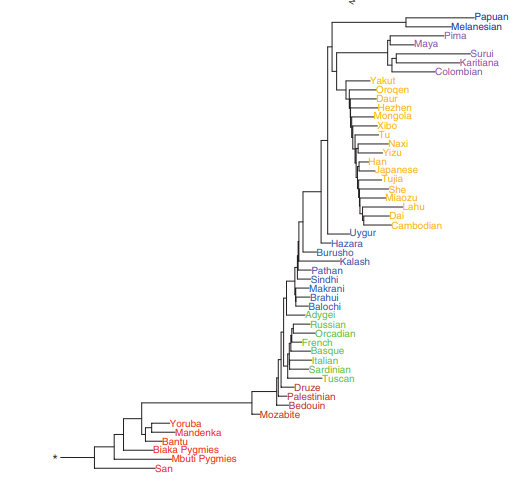 Papuan
Melanesian
Pima
Maya
Surui
Karitiana
Colombian
Yakut
Oroqen
Daur
Hezhen
Mongola
Xibo
Tu
Naxi
Yizu
Han
Japanese
Tujia
She
Miaozu
Lahu
Dai
Cambodian
Uygur
Hazara
Burusho
Kalash
Pathan
Sindhi
Makrani
Brahui
Balochi
Adygei
Russian
Orcadian
French
Basque
Italian
Sardinian
Tuscan
Druze
Palestinian
Bedouin
Mozabite
Yoruba
Mandenka
Bantu
Biaka Pygmies
* Mbuti Pygmies
San